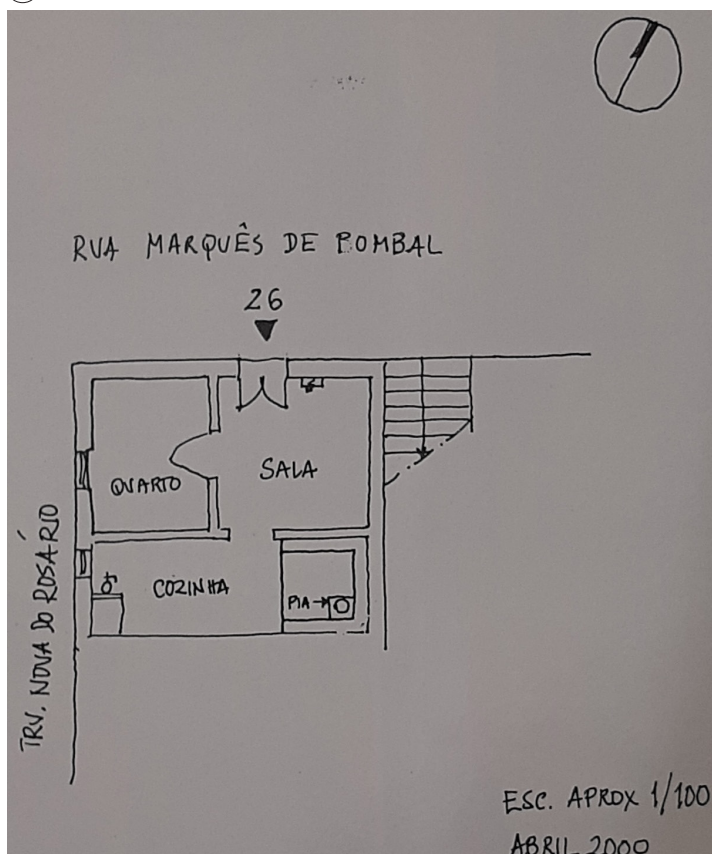 RUA MARQUÊS DE POMBAL
26
QUARTO
SALA
TRV. NOVA DO ROSÁRIO
COZINHA
PIA
ESC. APROX 1/100
ABRIL 2000